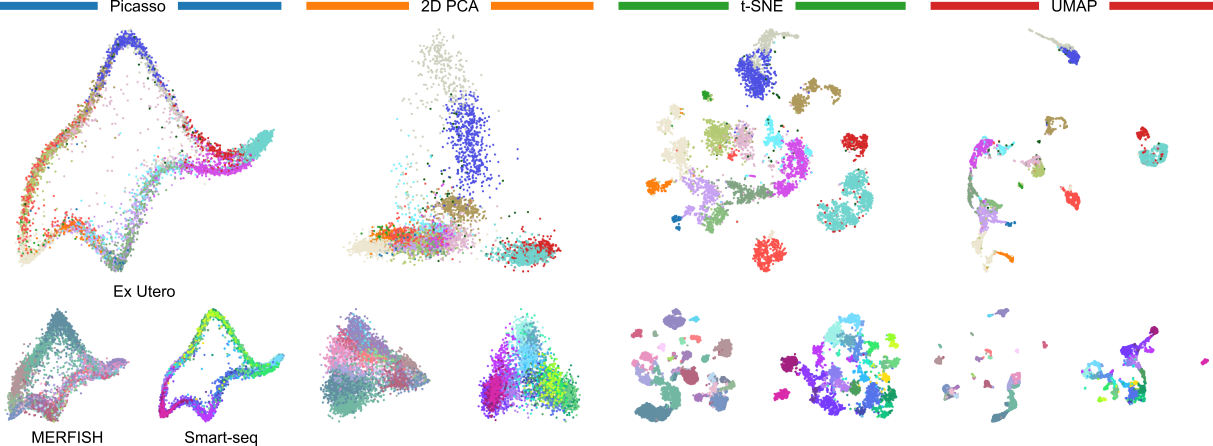 Picasso
2D PCA
t-SNE
UMAP
Ex Utero
MERFISH
Smart-seq